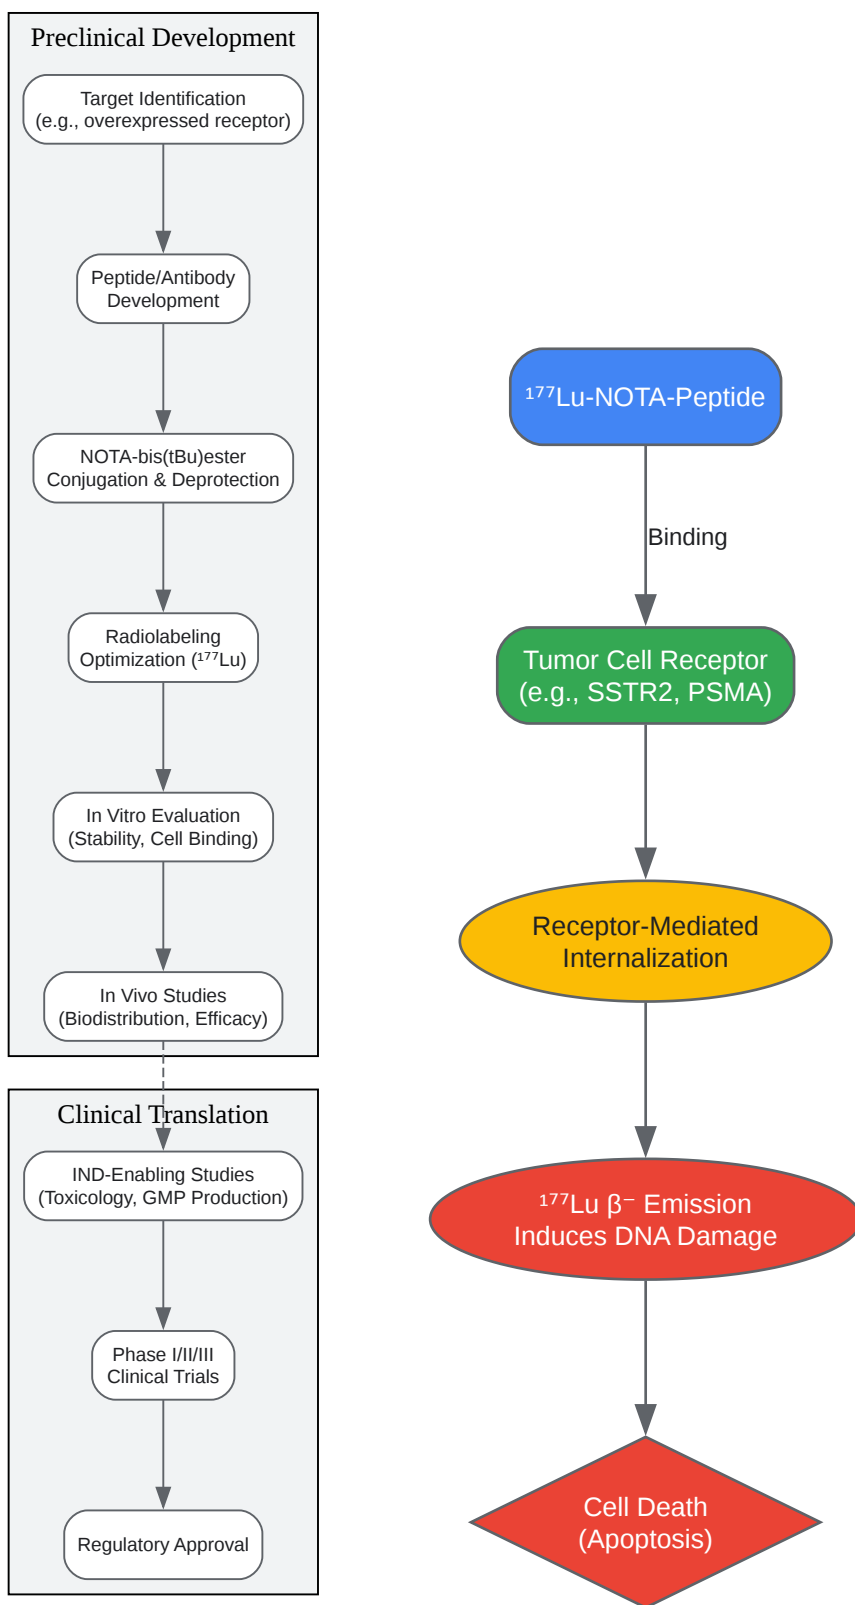 Preclinical Development
Target Identification
(e.g., overexpressed receptor)
Peptide/Antibody
Development
NOTA-bis(tBu)ester
Conjugation & Deprotection
Radiolabeling
Optimization (¹⁷⁷Lu)
In Vitro Evaluation
(Stability, Cell Binding)
In Vivo Studies
(Biodistribution, Efficacy)
Clinical Translation
IND-Enabling Studies
(Toxicology, GMP Production)
Phase I/II/III
Clinical Trials
Regulatory Approval
¹⁷⁷Lu-NOTA-Peptide
Binding
Tumor Cell Receptor
(e.g., SSTR2, PSMA)
Receptor-Mediated
Internalization
¹⁷⁷Lu β⁻ Emission
Induces DNA Damage
Cell Death
(Apoptosis)